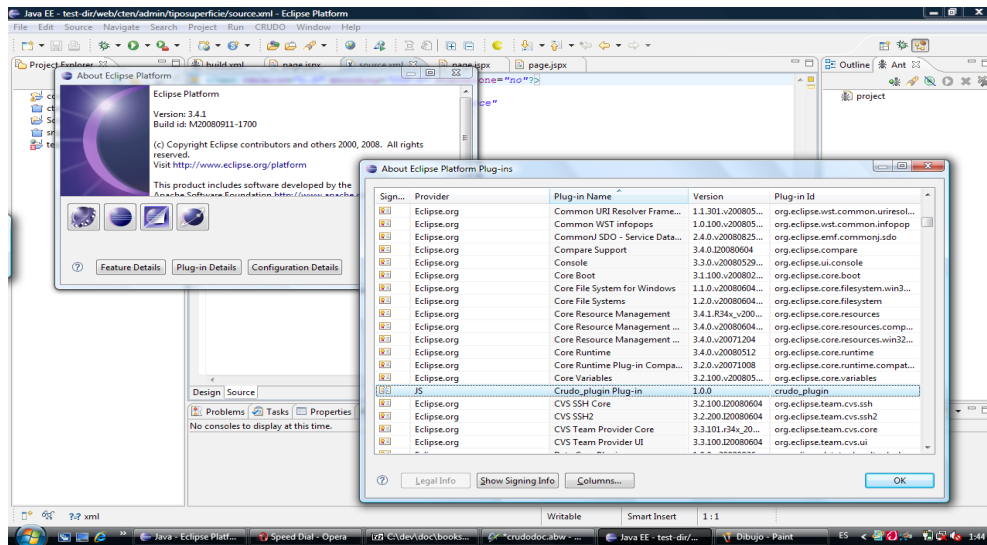 Java EE - test-dir/web/cten/admin/tiposuperficie/source.xml - Eclipse Platform
File Edit Source Navigate Search Project Run CRUDO Window Help
Project Explorer
build.xml
page.jspx
source.xml
page.jspx
page.jspx
Outline
Ant
project
one="no"?>
About Eclipse Platform
Eclipse Platform
Version: 3.4.1
Build id: M20080911-1700
(c) Copyright Eclipse contributors and others 2000, 2008. All rights
reserved.
Visit http://www.eclipse.org/platform
This product includes software developed by the
Apache Software Foundation http://www.apache.
Feature Details
Plug-in Details
Configuration Details
About Eclipse Platform Plug-ins
Sign... Provider Plug-in Name Version Plug-in Id
Eclipse.org Common URI Resolver Frame... 1.1.301.v200805... org.eclipse.wst.common.uriresol...
Eclipse.org Common WST infopops 1.0.100.v200805... org.eclipse.wst.common.infopop
Eclipse.org CommonJ SDO - Service Data... 2.4.0.v20080825... org.eclipse.emf.commonj.sdo
Eclipse.org Compare Support 3.4.0.I20080604 org.eclipse.compare
Eclipse.org Console 3.3.0.v20080529... org.eclipse.ui.console
Eclipse.org Core Boot 3.1.100.v200802... org.eclipse.core.boot
Eclipse.org Core File System for Windows 1.1.0.v20080604... org.eclipse.core.filesystem.win3...
Eclipse.org Core File Systems 1.2.0.v20080604... org.eclipse.core.filesystem
Eclipse.org Core Resource Management 3.4.1.R34x_v200... org.eclipse.core.resources
Eclipse.org Core Resource Management ... 3.4.0.v20080604... org.eclipse.core.resources.comp...
Eclipse.org Core Resource Management ... 3.4.0.v20071204 org.eclipse.core.resources.win32...
Eclipse.org Core Runtime 3.4.0.v20080512 org.eclipse.core.runtime
Eclipse.org Core Runtime Plug-in Compa... 3.2.0.v20071008 org.eclipse.core.runtime.compat...
Eclipse.org Core Variables 3.2.100.v200805... org.eclipse.core.variables
JS Crudo_plugin Plug-in 1.0.0 crudo_plugin
Eclipse.org CVS SSH Core 3.2.100.I20080604 org.eclipse.team.cvs.ssh
Eclipse.org CVS SSH2 3.2.200.I20080604 org.eclipse.team.cvs.ssh2
Eclipse.org CVS Team Provider Core 3.3.101.r34x_20... org.eclipse.team.cvs.core
Eclipse.org CVS Team Provider UI 3.3.100.I20080604 org.eclipse.team.cvs.ui
Legal Info
Show Signing Info
Columns...
OK
Design Source
Problems Tasks Properties
No consoles to display at this time.
?-? xml
Writable
Smart Insert
1 : 1
Java - Eclipse Platf...
Speed Dial - Opera
C:\dev\doc\books...
*crudodoc.abw - ...
Java EE - test-dir/...
Dibujo - Paint
ES
1:44